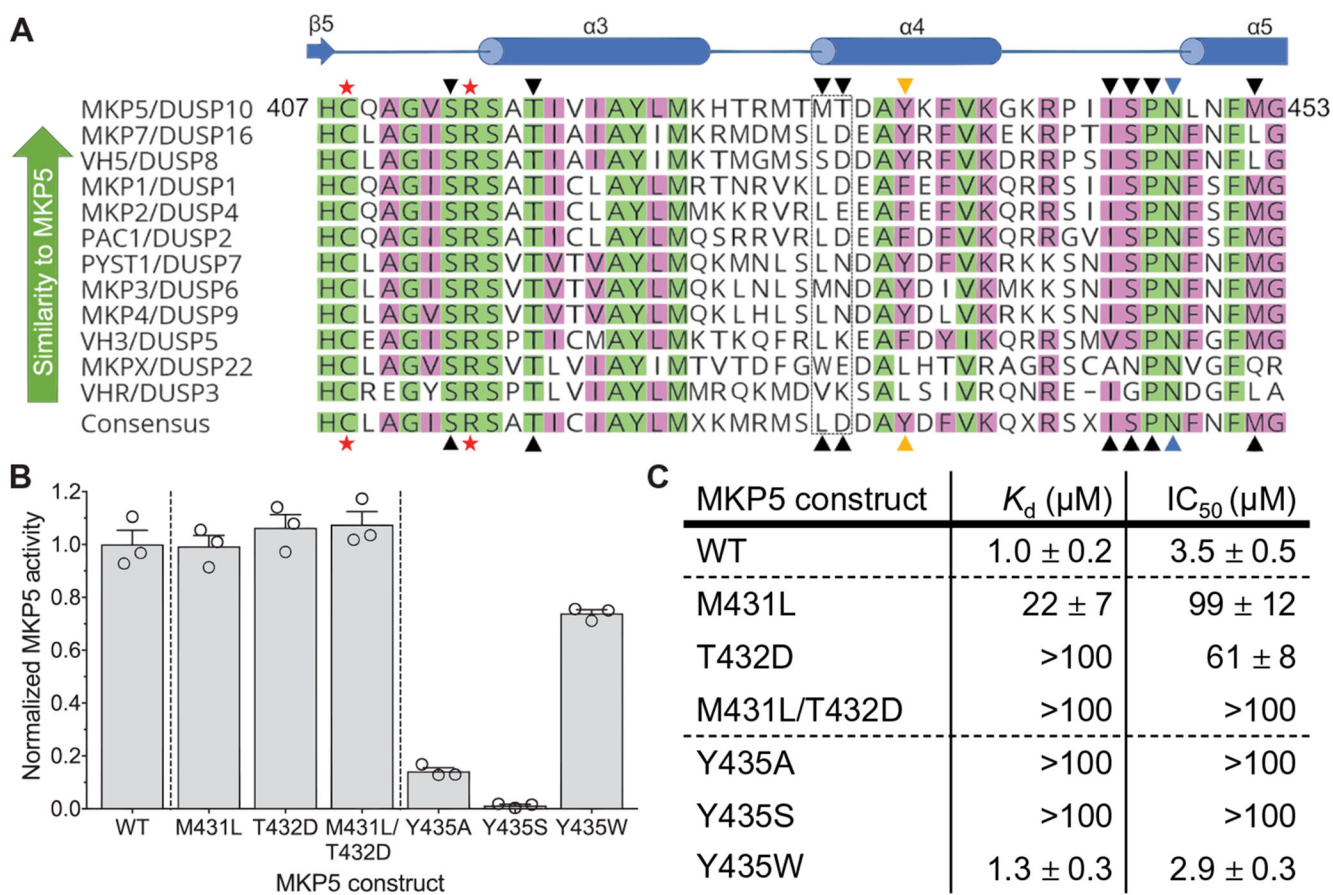 A
β5 α3 α4 α5
MKP5/DUSP10 407 HCQAGVSRSATIVIAYLMKHTRMTMTDAYKFVKGKRPIISPNLNFMG 453
MKP7/DUSP16 HCLAGISRSATIAIAYIMKRMDMSLDEAYRFVKEKRPTISPNFNFLG
VH5/DUSP8 HCLAGISRSATIAIAYIMKTMGMSSDDAYRFVKDRRPSISPNFNFLG
MKP1/DUSP1 HCQAGISRSATICLAYLMRTNRVKLDEAFEFVKQRRSIISPNFSFMG
MKP2/DUSP4 HCQAGISRSATICLAYLMMKKRVRLEEAFEFVKQRRSIISPNFSFMG
PAC1/DUSP2 HCQAGISRSATICLAYLMQSRRVRLDEAFDFVKQRRGVISPNFSFMG
PYST1/DUSP7 HCLAGISRSVTVTVAYLMQKMNLSLNDAYDFVKRKKSNISPNFNFMG
MKP3/DUSP6 HCLAGISRSVTVTVAYLMQKLNLSMNDAYDIVKMKKSNISPNFNFMG
MKP4/DUSP9 HCLAGVSRSVTVTVAYLMQKLHLSLNDAYDLVKRKKSNISPNFNFMG
VH3/DUSP5 HCEAGISRSPTICMAYLMKTKQFRLKEAFDYIKQRRSMVSPNFGFMG
MKPX/DUSP22 HCLAGVSRSVTLVIAYIMTVTDFGWEDALHTVRAGRSCANPNVGFQR
VHR/DUSP3 HCREGYSRSPTLVIAYLMMRQKMDVKSALSIVRQNRE-IGPNDGFLA
Consensus HCLAGISRSATICIAYLMXKMRMSLDDAYDFVKQXRSXISPNFNFMG
Similarity to MKP5
B
Normalized MKP5 activity
1.2
1.0
0.8
0.6
0.4
0.2
0.0
WT M431L T432D M431L/T432D Y435A Y435S Y435W
MKP5 construct
C
MKP5 construct Kd (μM) IC50 (μM)
WT 1.0 ± 0.2 3.5 ± 0.5
M431L 22 ± 7 99 ± 12
T432D >100 61 ± 8
M431L/T432D >100 >100
Y435A >100 >100
Y435S >100 >100
Y435W 1.3 ± 0.3 2.9 ± 0.3